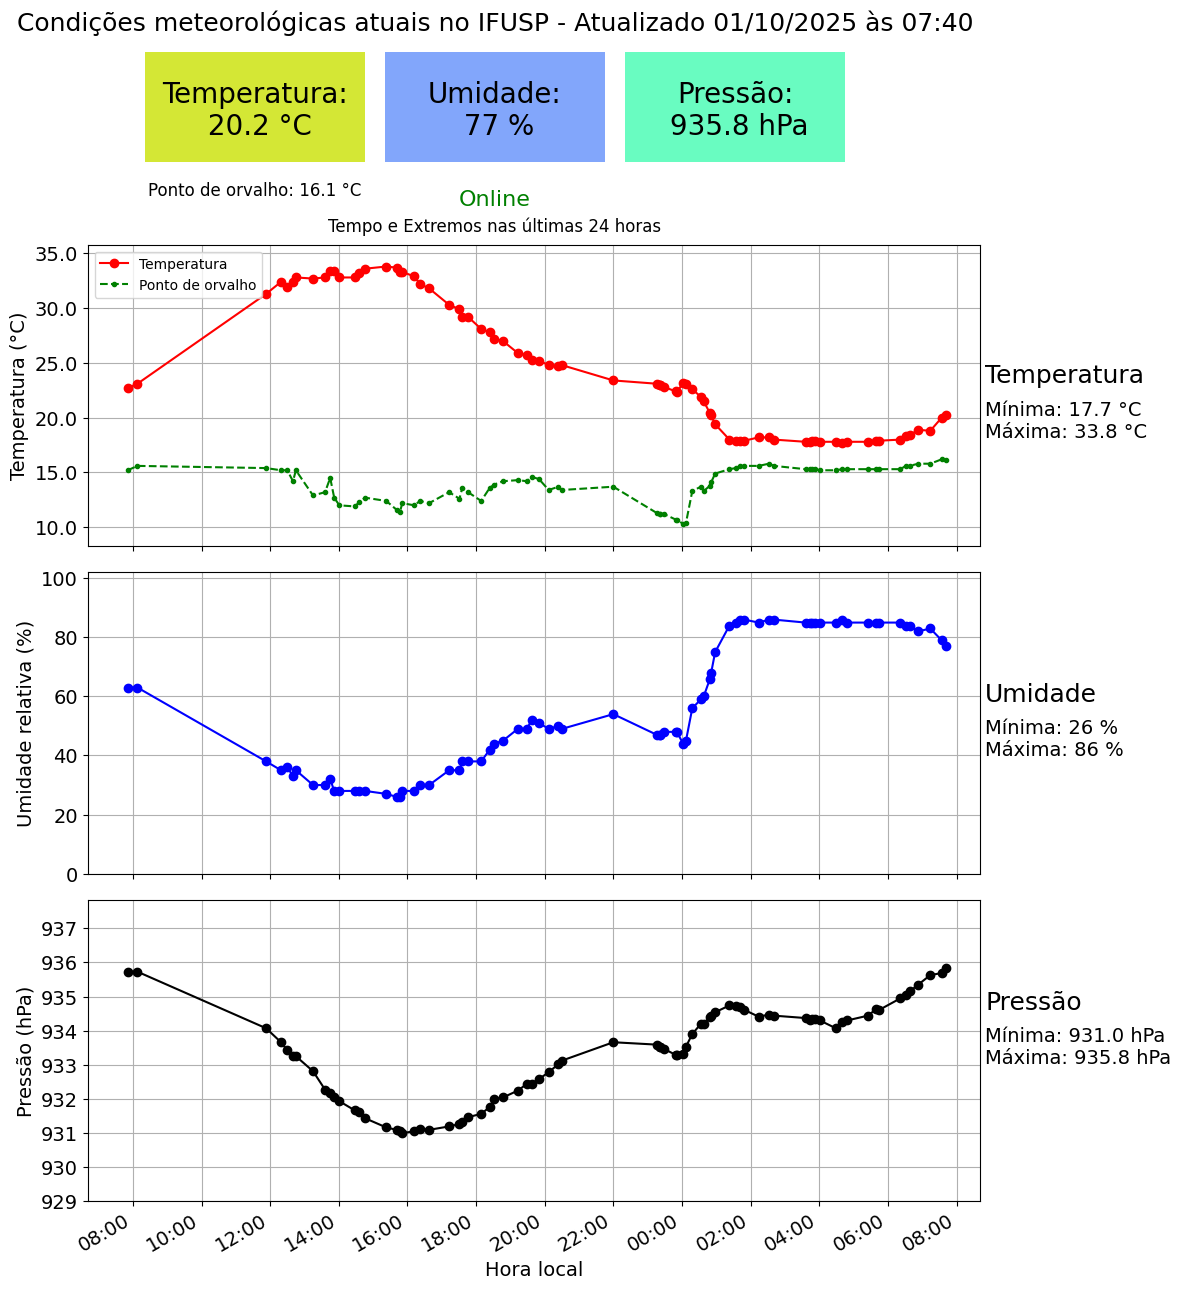 Condições meteorológicas atuais no IFUSP - Atualizado 01/10/2025 às 07:40
Temperatura:
20.2 °C
Umidade:
77 %
Pressão:
935.8 hPa
Ponto de orvalho: 16.1 °C
Online
Tempo e Extremos nas últimas 24 horas
Temperatura
Ponto de orvalho
Temperatura (°C)
35.0
30.0
25.0
20.0
15.0
10.0
Temperatura
Mínima: 17.7 °C
Máxima: 33.8 °C
Umidade relativa (%)
100
80
60
40
20
0
Umidade
Mínima: 26 %
Máxima: 86 %
Pressão (hPa)
937
936
935
934
933
932
931
930
929
Pressão
Mínima: 931.0 hPa
Máxima: 935.8 hPa
08:00
10:00
12:00
14:00
16:00
18:00
20:00
22:00
00:00
02:00
04:00
06:00
08:00
Hora local